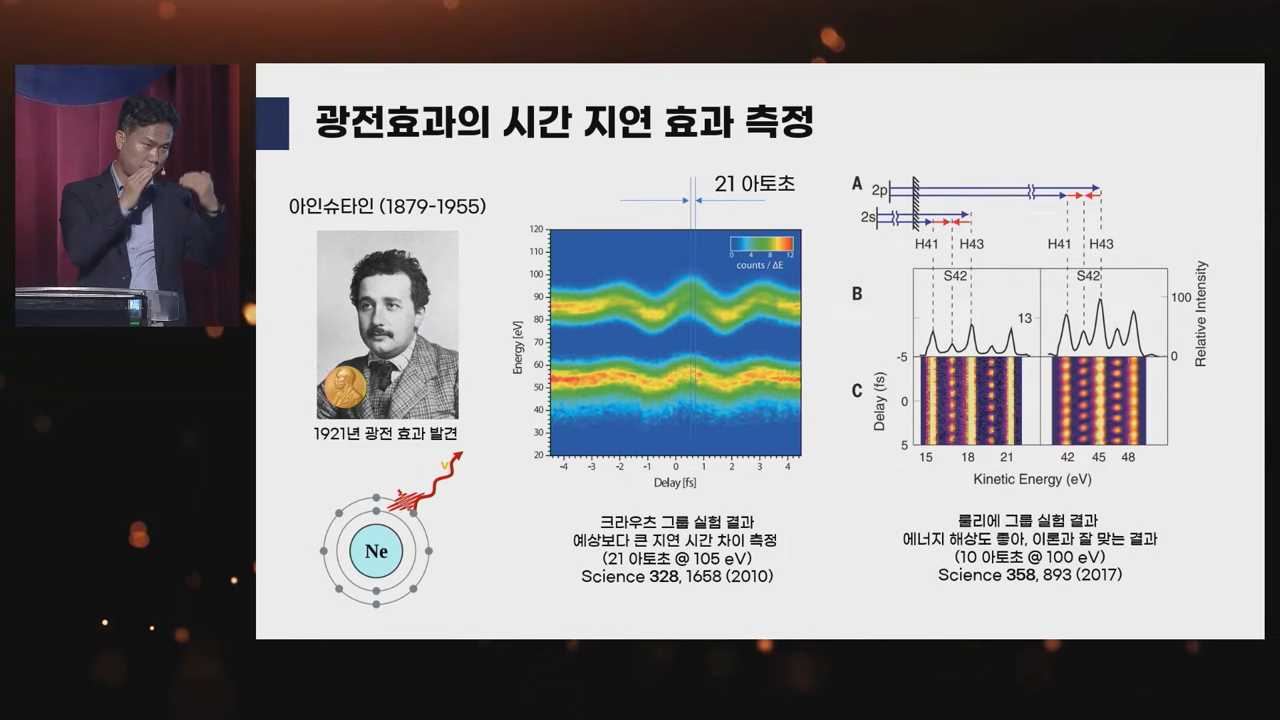 광전효과의 시간 지연 효과 측정
아인슈타인 (1879-1955)
1921년 광전 효과 발견
v
Ne
21 아토초
120
110
100
90
80
70
60
50
40
30
20
Energy [eV]
0 4 8 12
counts / ΔE
-4 -3 -2 -1 0 1 2 3 4
Delay [fs]
크라우츠 그룹 실험 결과
예상보다 큰 지연 시간 차이 측정
(21 아토초 @ 105 eV)
Science 328, 1658 (2010)
A
2p
2s
H41 H43 H41 H43
S42 S42
B
13
100
0
Relative Intensity
C
-5
0
5
Delay (fs)
15 18 21 42 45 48
Kinetic Energy (eV)
룰리에 그룹 실험 결과
에너지 해상도 좋아, 이론과 잘 맞는 결과
(10 아토초 @ 100 eV)
Science 358, 893 (2017)